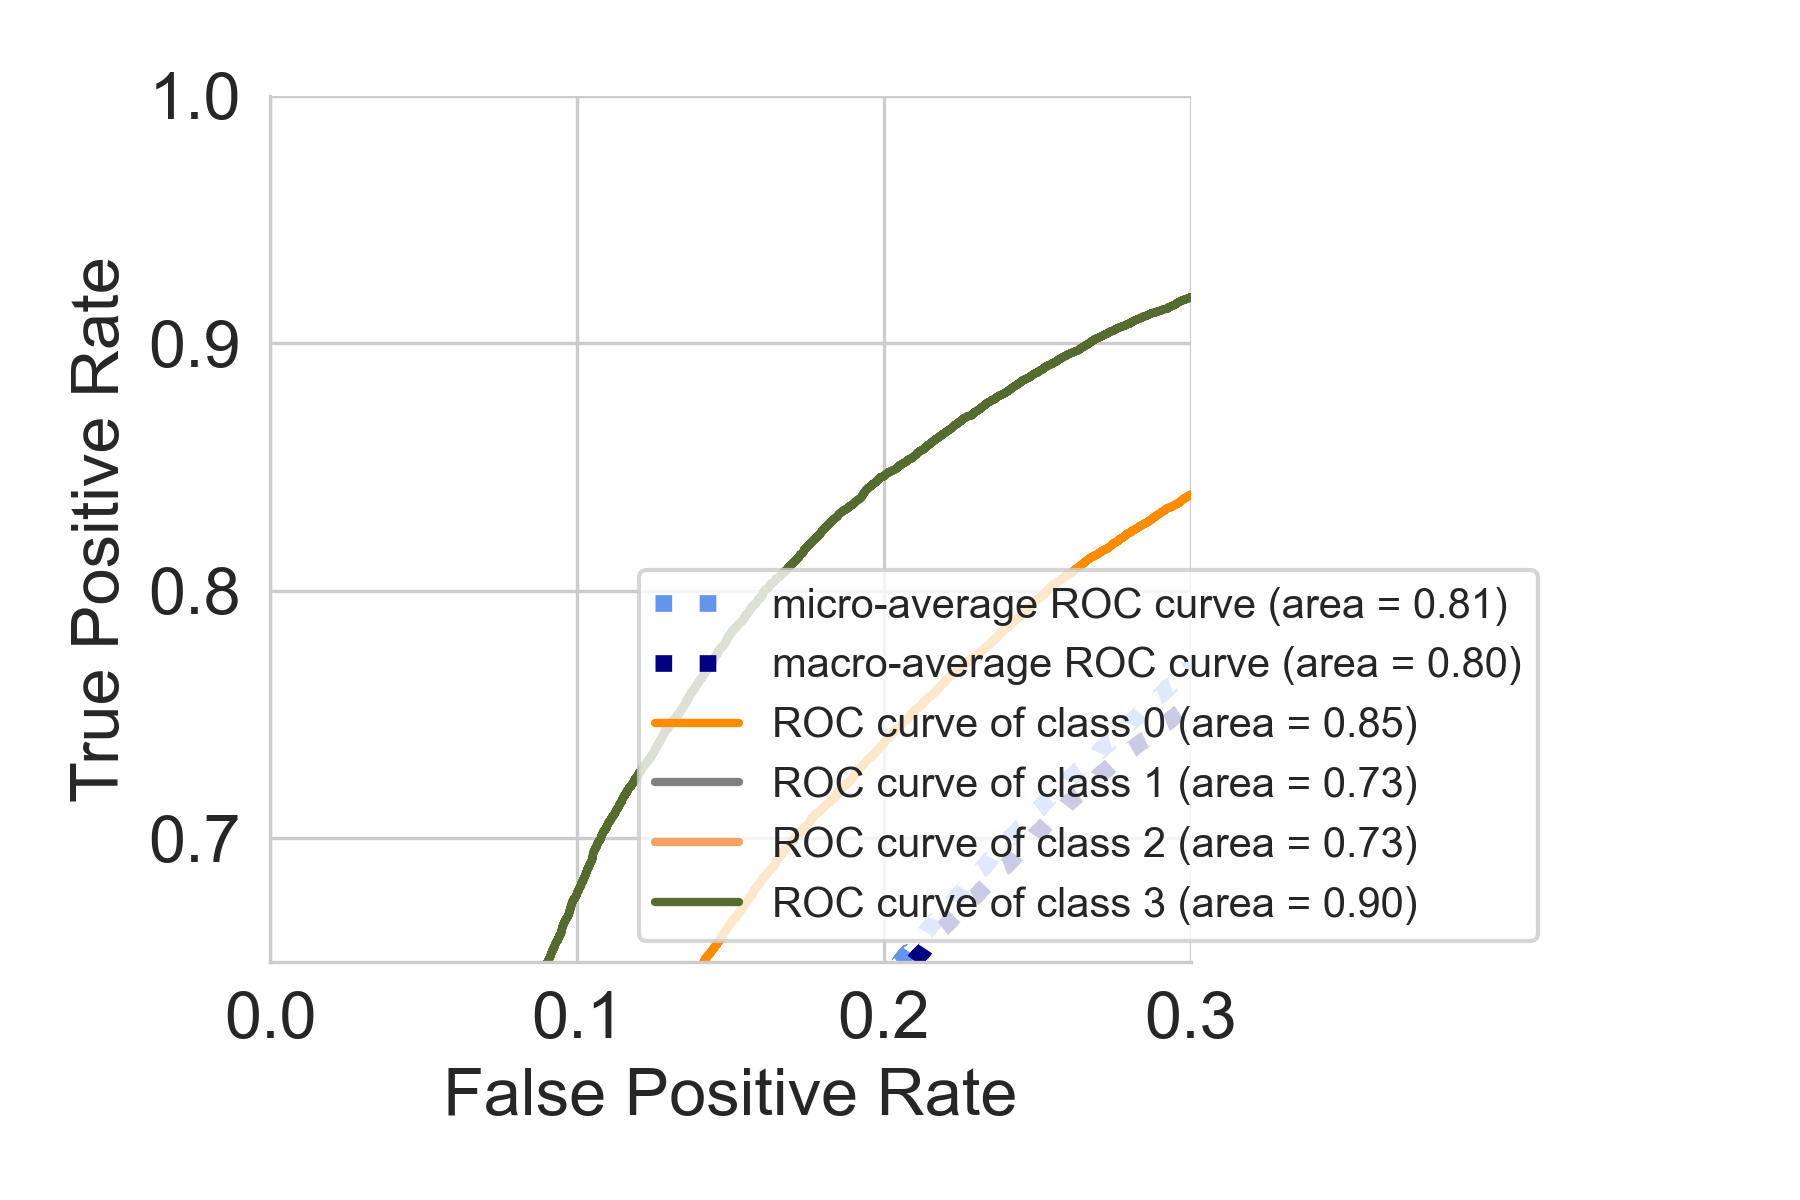 1.0
0.9
0.8
0.7
True Positive Rate
micro-average ROC curve (area = 0.81)
macro-average ROC curve (area = 0.80)
ROC curve of class 0 (area = 0.85)
ROC curve of class 1 (area = 0.73)
ROC curve of class 2 (area = 0.73)
ROC curve of class 3 (area = 0.90)
0.0 0.1 0.2 0.3
False Positive Rate